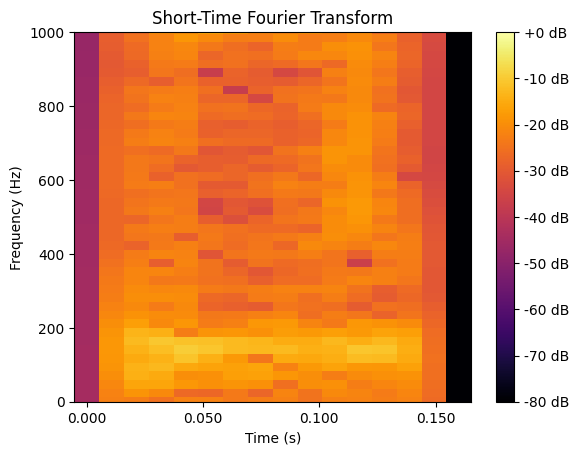 Short-Time Fourier Transform
1000
800
600
400
200
0
Frequency (Hz)
0.000
0.050
0.100
0.150
Time (s)
+0 dB
-10 dB
-20 dB
-30 dB
-40 dB
-50 dB
-60 dB
-70 dB
-80 dB